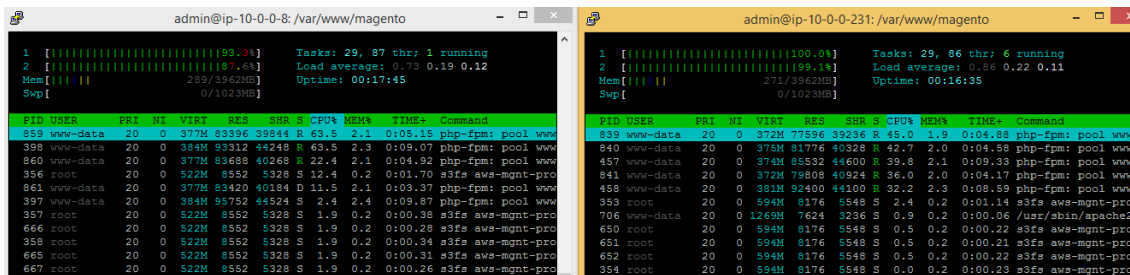 admin@ip-10-0-0-8: /var/www/magento
1 [||||||||||||||||||||||||||93.3%] Tasks: 29, 87 thr; 1 running
2 [||||||||||||||||||||||||||87.6%] Load average: 0.73 0.19 0.12
Mem[|||||| 289/3962MB] Uptime: 00:17:45
Swp[ 0/1023MB]
PID USER PRI NI VIRT RES SHR S CPU% MEM% TIME+ Command
859 www-data 20 0 377M 83396 39844 R 63.5 2.1 0:05.15 php-fpm: pool www
398 www-data 20 0 384M 93312 44248 R 63.5 2.3 0:09.07 php-fpm: pool www
860 www-data 20 0 377M 83688 40268 R 22.4 2.1 0:04.92 php-fpm: pool www
356 root 20 0 522M 8552 5328 S 12.4 0.2 0:01.70 s3fs aws-mgnt-pro
861 www-data 20 0 377M 83420 40184 D 11.5 2.1 0:03.37 php-fpm: pool www
397 www-data 20 0 384M 95752 44524 S 2.4 2.4 0:09.87 php-fpm: pool www
357 root 20 0 522M 8552 5328 S 1.9 0.2 0:00.38 s3fs aws-mgnt-pro
666 root 20 0 522M 8552 5328 S 1.9 0.2 0:00.28 s3fs aws-mgnt-pro
358 root 20 0 522M 8552 5328 S 1.9 0.2 0:00.34 s3fs aws-mgnt-pro
665 root 20 0 522M 8552 5328 S 1.9 0.2 0:00.31 s3fs aws-mgnt-pro
667 root 20 0 522M 8552 5328 S 1.9 0.2 0:00.26 s3fs aws-mgnt-pro
admin@ip-10-0-0-231: /var/www/magento
1 [||||||||||||||||||||||||||100.0%] Tasks: 29, 86 thr; 6 running
2 [||||||||||||||||||||||||||99.1%] Load average: 0.86 0.22 0.11
Mem[|||||| 271/3962MB] Uptime: 00:16:35
Swp[ 0/1023MB]
PID USER PRI NI VIRT RES SHR S CPU% MEM% TIME+ Command
839 www-data 20 0 372M 77596 39236 R 45.0 1.9 0:04.88 php-fpm: pool www
840 www-data 20 0 375M 81776 40328 R 42.7 2.0 0:04.58 php-fpm: pool www
457 www-data 20 0 374M 85532 44600 R 39.8 2.1 0:09.33 php-fpm: pool www
841 www-data 20 0 372M 79808 40924 R 36.0 2.0 0:04.17 php-fpm: pool www
458 www-data 20 0 381M 92400 44100 R 32.2 2.3 0:08.59 php-fpm: pool www
353 root 20 0 594M 8176 5548 S 2.4 0.2 0:01.14 s3fs aws-mgnt-pro
706 www-data 20 0 1269M 7624 3236 S 0.9 0.2 0:00.06 /usr/sbin/apache2
650 root 20 0 594M 8176 5548 S 0.5 0.2 0:00.22 s3fs aws-mgnt-pro
651 root 20 0 594M 8176 5548 S 0.5 0.2 0:00.21 s3fs aws-mgnt-pro
652 root 20 0 594M 8176 5548 S 0.5 0.2 0:00.22 s3fs aws-mgnt-pro
354 root 20 0 594M 8176 5548 S 0.0 0.2 0:00.23 s3fs aws-mgnt-pro